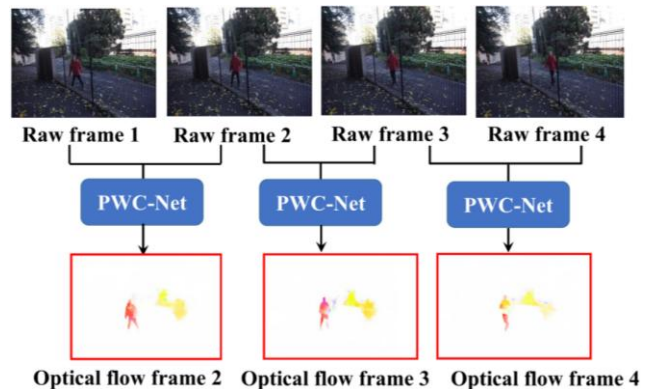 Raw frame 1
Raw frame 2
Raw frame 3
Raw frame 4
PWC-Net
PWC-Net
PWC-Net
Optical flow frame 2
Optical flow frame 3
Optical flow frame 4